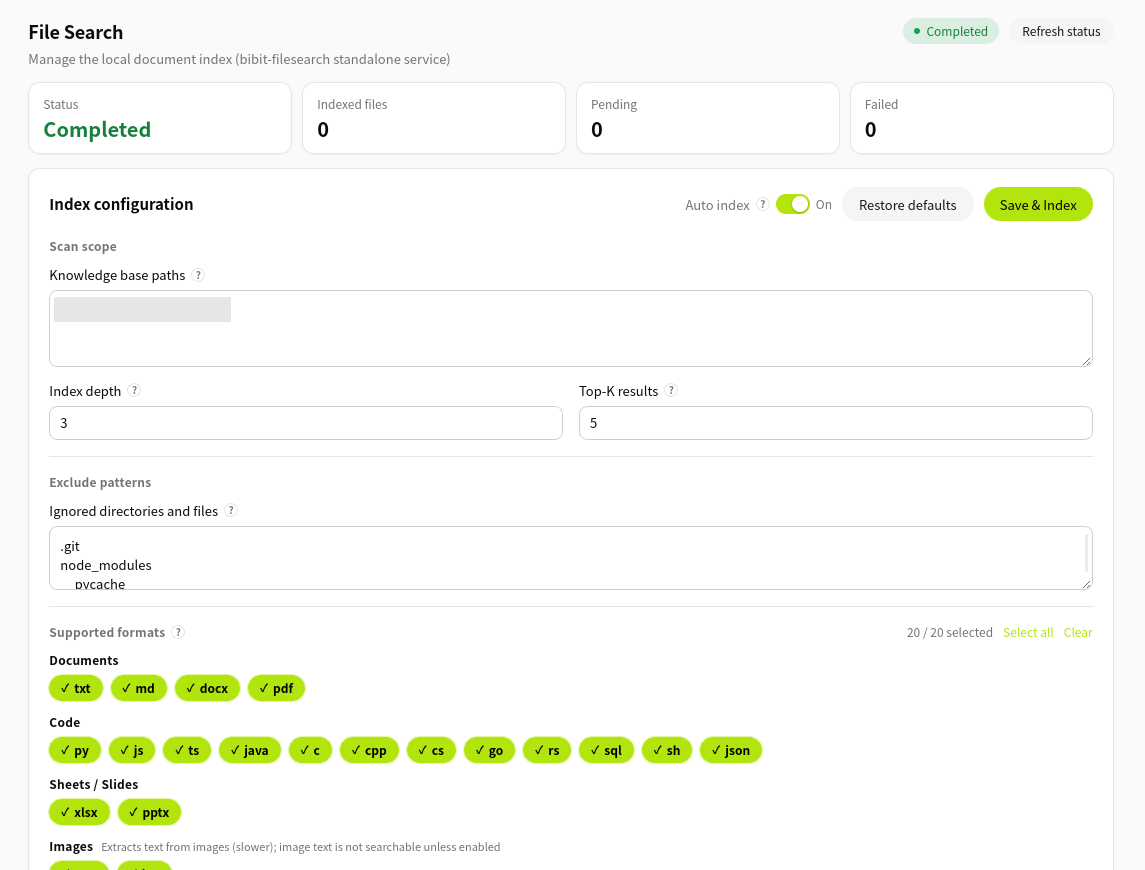 File Search
Completed
Refresh status
Manage the local document index (bibit-filesearch standalone service)
Status
Completed
Indexed files
0
Pending
0
Failed
0
Index configuration
Auto index ?
On
Restore defaults
Save & Index
Scan scope
Knowledge base paths ?
Index depth ?
3
Top-K results ?
5
Exclude patterns
Ignored directories and files ?
.git
node_modules
pycache
Supported formats ?
20 / 20 selected Select all Clear
Documents
✓ txt ✓ md ✓ docx ✓ pdf
Code
✓ py ✓ js ✓ ts ✓ java ✓ c ✓ cpp ✓ cs ✓ go ✓ rs ✓ sql ✓ sh ✓ json
Sheets / Slides
✓ xlsx ✓ pptx
Images Extracts text from images (slower); image text is not searchable unless enabled